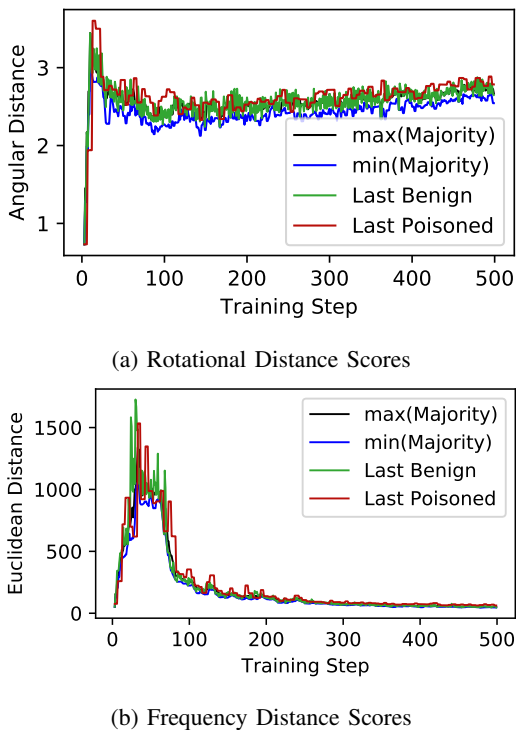 3
2
1
Angular Distance
max(Majority)
min(Majority)
Last Benign
Last Poisoned
0 100 200 300 400 500
Training Step
(a) Rotational Distance Scores
1500
1000
500
0
Euclidean Distance
max(Majority)
min(Majority)
Last Benign
Last Poisoned
0 100 200 300 400 500
Training Step
(b) Frequency Distance Scores